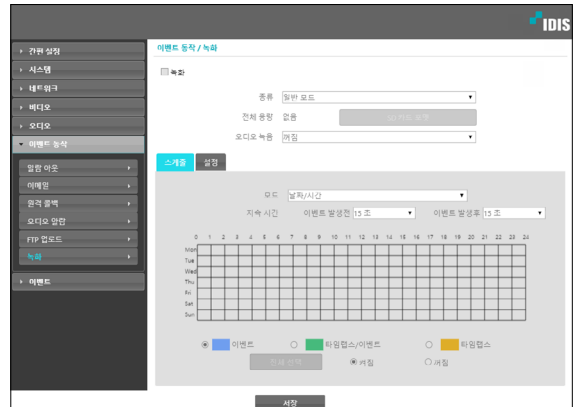 IDIS
간편 설정
시스템
네트워크
비디오
오디오
이벤트 동작
알람 아웃
이메일
원격 콜백
오디오 알람
FTP 업로드
녹화
이벤트
이벤트 동작 / 녹화
녹화
종류 일반 모드
전체 용량 없음
오디오 녹음 꺼짐
스케줄 설정
모드 날짜/시간
지속 시간 이벤트 발생전 15 초 이벤트 발생후 15 초
0 1 2 3 4 5 6 7 8 9 10 11 12 13 14 15 16 17 18 19 20 21 22 23 24
Mon
Tue
Wed
Thu
Fri
Sat
Sun
이벤트 타임랩스/이벤트 타임랩스
전체 선택 켜짐 꺼짐
저장